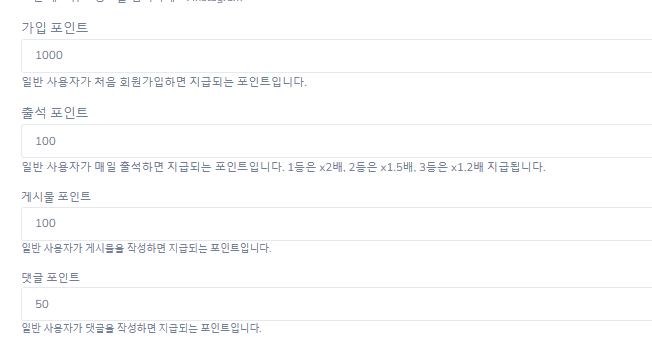 가입 포인트
1000
일반 사용자가 처음 회원가입하면 지급되는 포인트입니다.
출석 포인트
100
일반 사용자가 매일 출석하면 지급되는 포인트입니다. 1등은 x2배, 2등은 x1.5배, 3등은 x1.2배 지급됩니다.
게시물 포인트
100
일반 사용자가 게시물을 작성하면 지급되는 포인트입니다.
댓글 포인트
50
일반 사용자가 댓글을 작성하면 지급되는 포인트입니다.